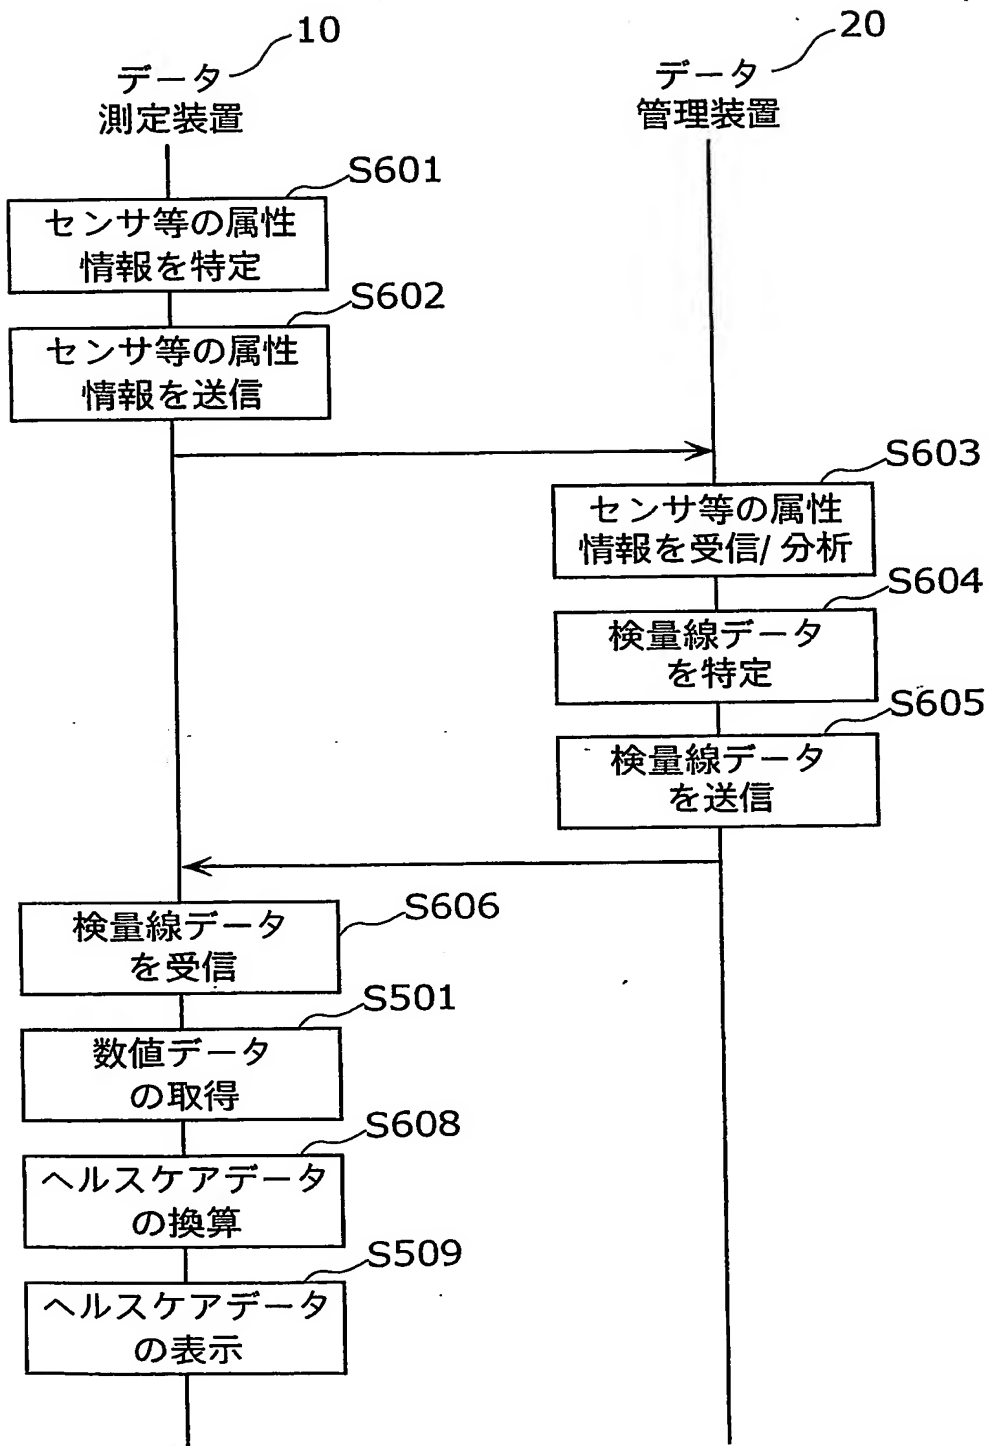 10
データ
測定装置
20
データ
管理装置
S601
センサ等の属性
情報を特定
S602
センサ等の属性
情報を送信
S603
センサ等の属性
情報を受信/分析
S604
検量線データ
を特定
S605
検量線データ
を送信
S606
検量線データ
を受信
S501
数値データ
の取得
S608
ヘルスケアデータ
の換算
S509
ヘルスケアデータ
の表示